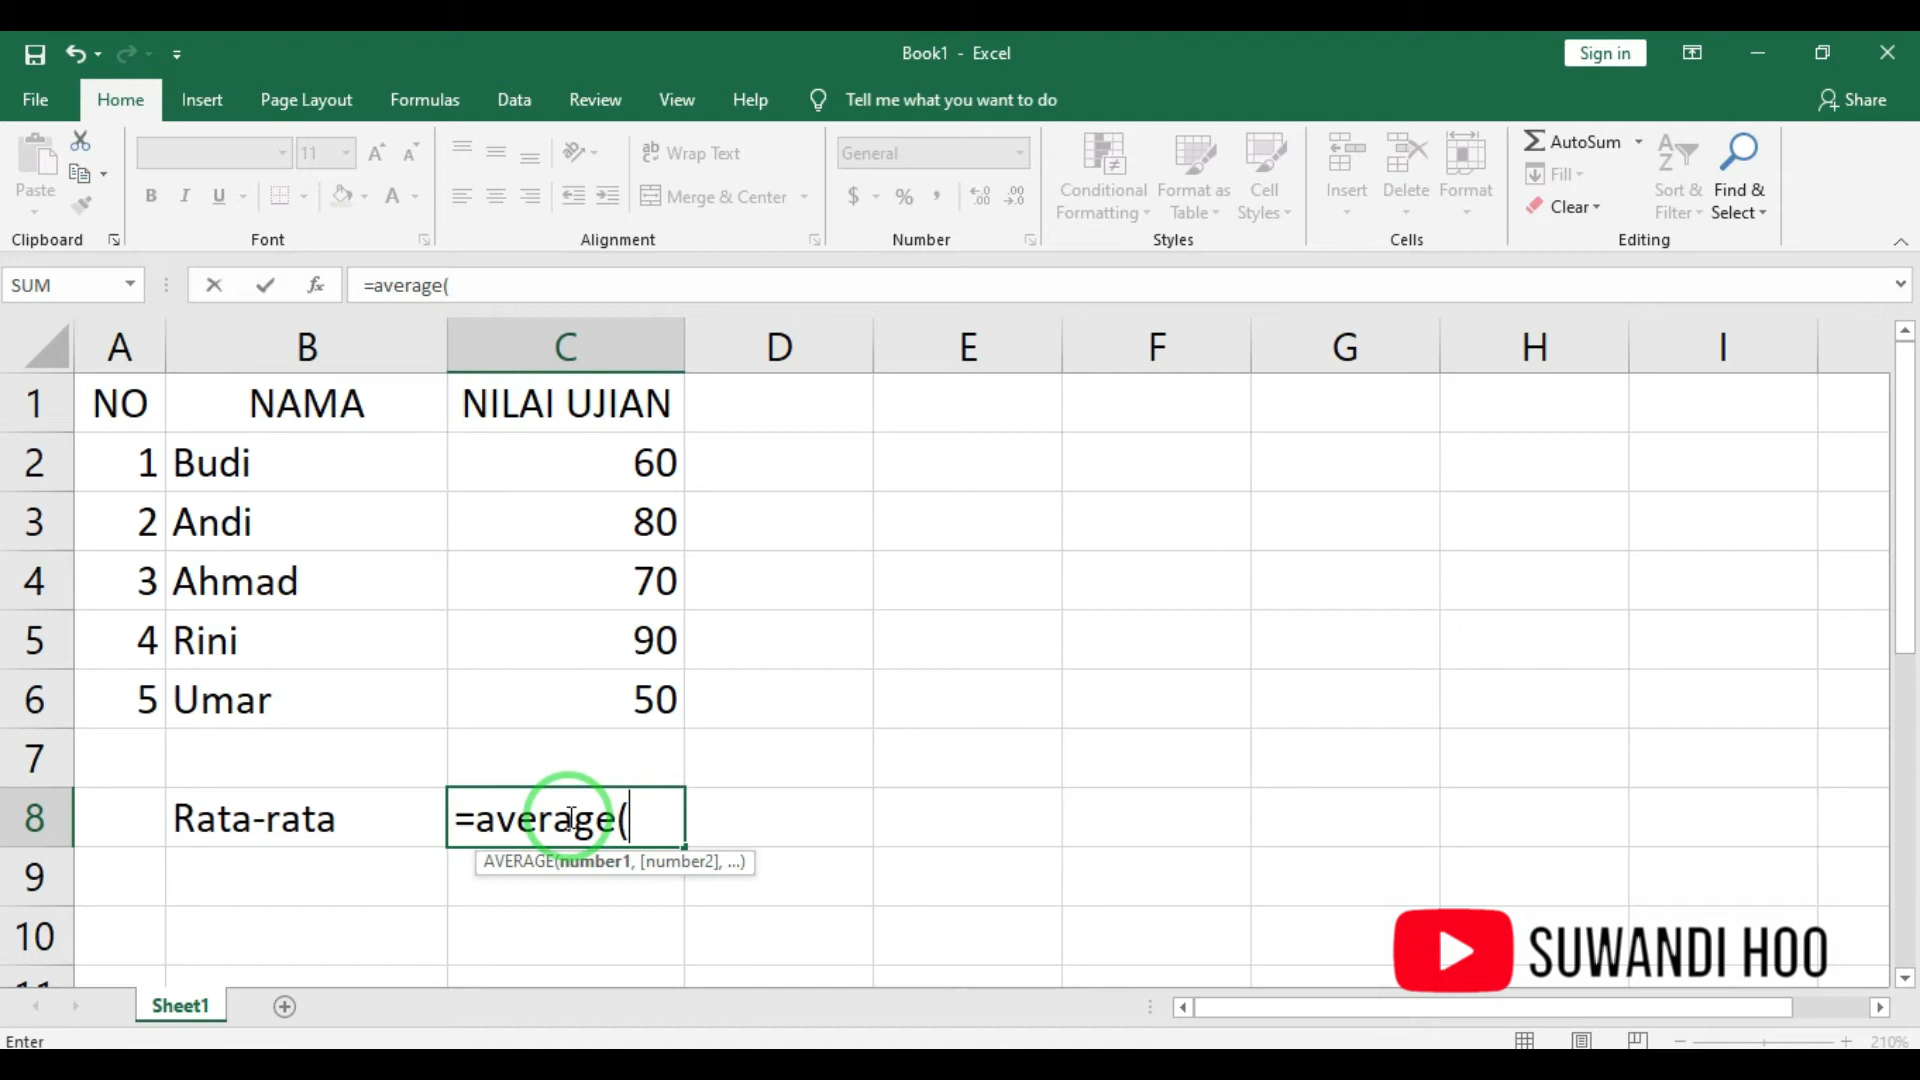 Book1 - Excel
Sign in
File Home Insert Page Layout Formulas Data Review View Help Tell me what you want to do Share
Paste
Clipboard
11
B I U
A
Font
Wrap Text
Merge & Center
Alignment
General
$ % ,
Number
Conditional Formatting
Format as Table
Cell Styles
Styles
Insert
Delete
Format
Cells
AutoSum
Fill
Clear
Sort & Filter
Find & Select
Editing
SUM fx =average(
A B C D E F G H I
1 NO NAMA NILAI UJIAN
2 1 Budi 60
3 2 Andi 80
4 3 Ahmad 70
5 4 Rini 90
6 5 Umar 50
7
8 Rata-rata =average(
AVERAGE(number1, [number2], ...)
9
10
SUWANDI HOO
11
Sheet1
Enter 210%